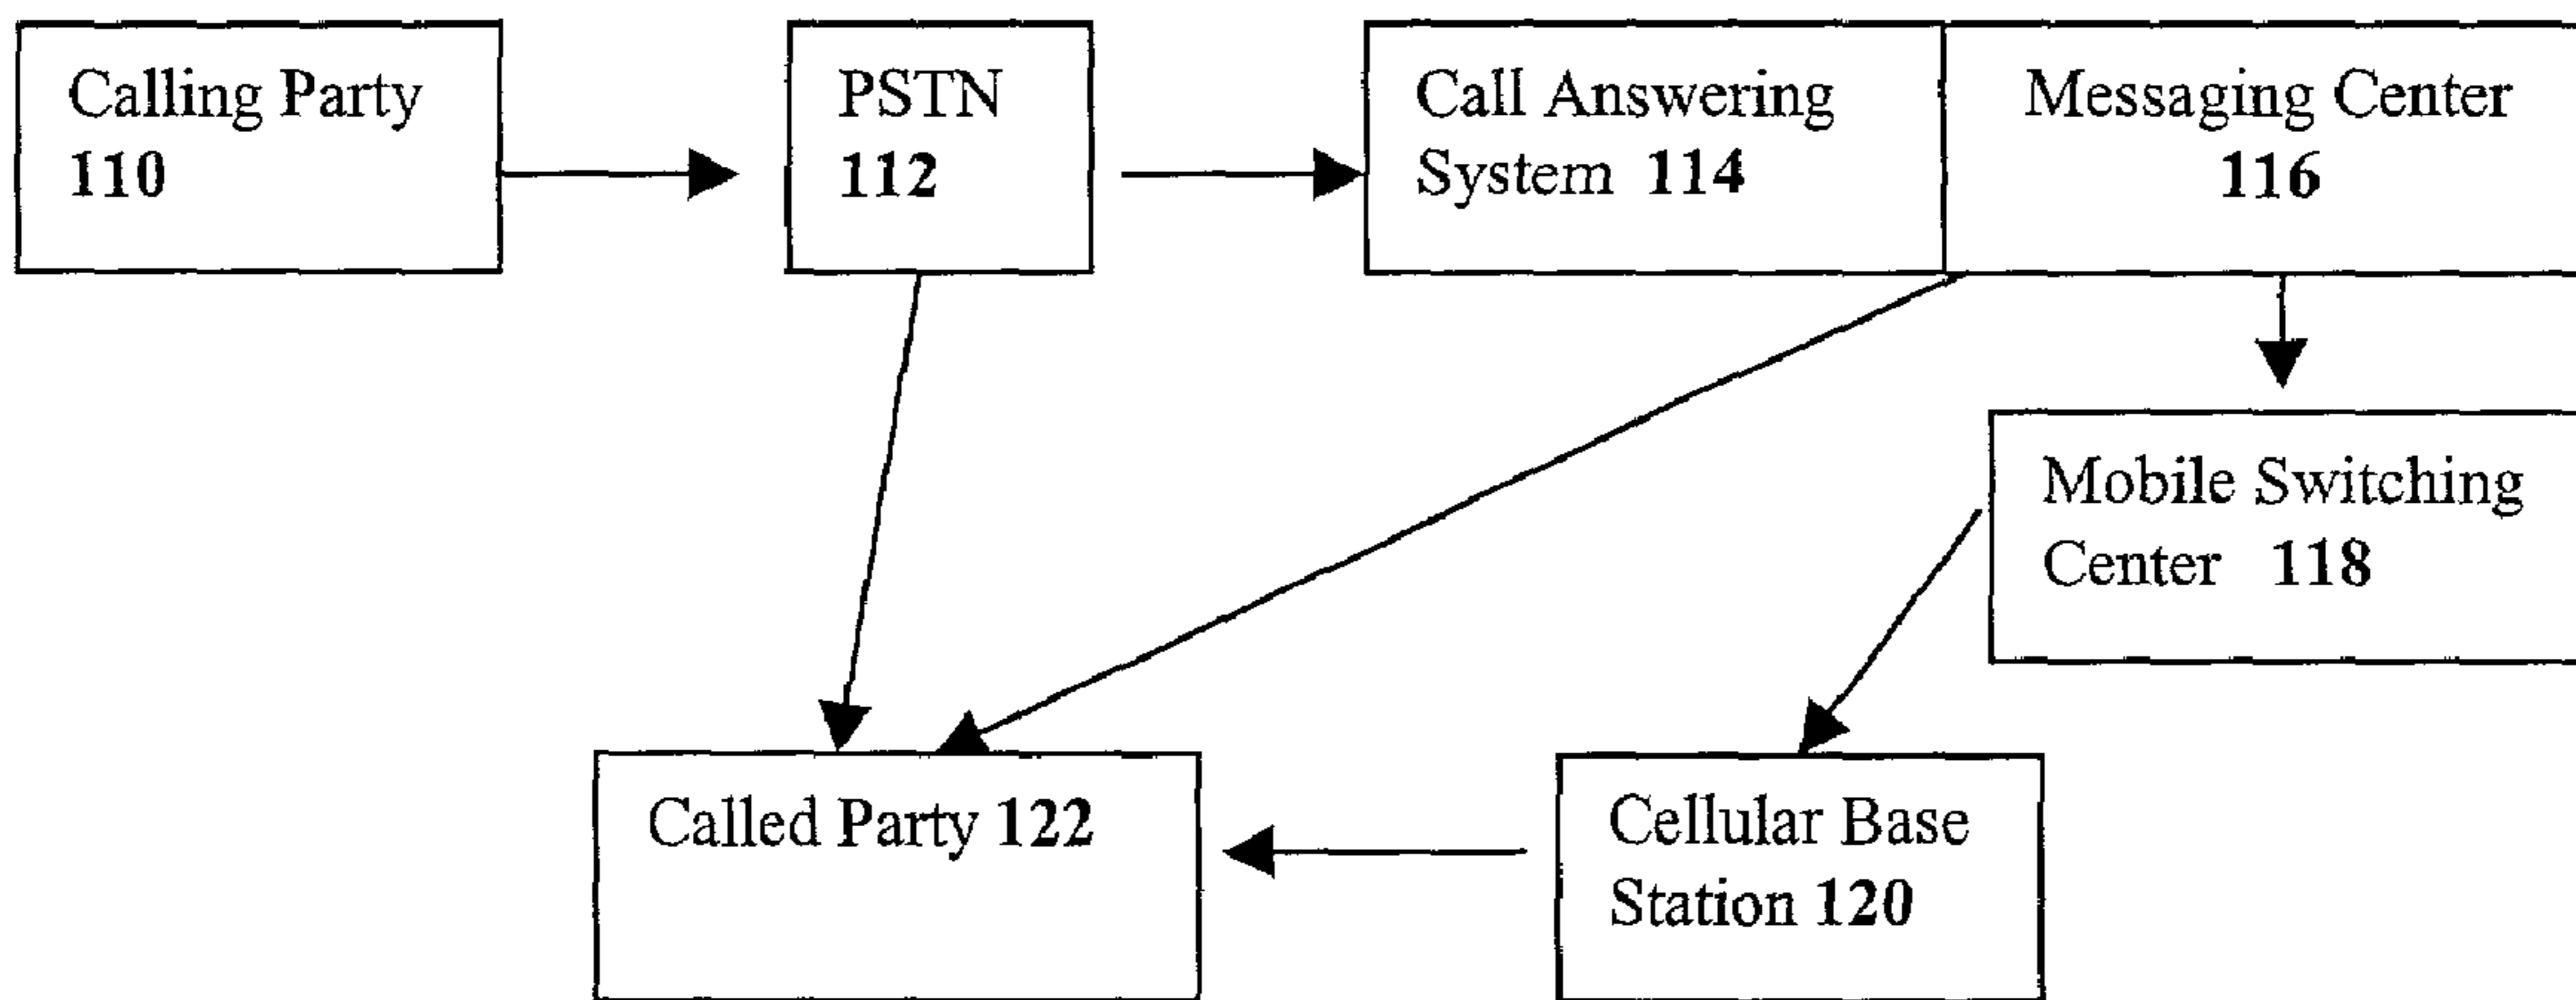 Calling Party
110
PSTN
112
Call Answering
System 114
Messaging Center
116
Mobile Switching
Center 118
Called Party 122
Cellular Base
Station 120